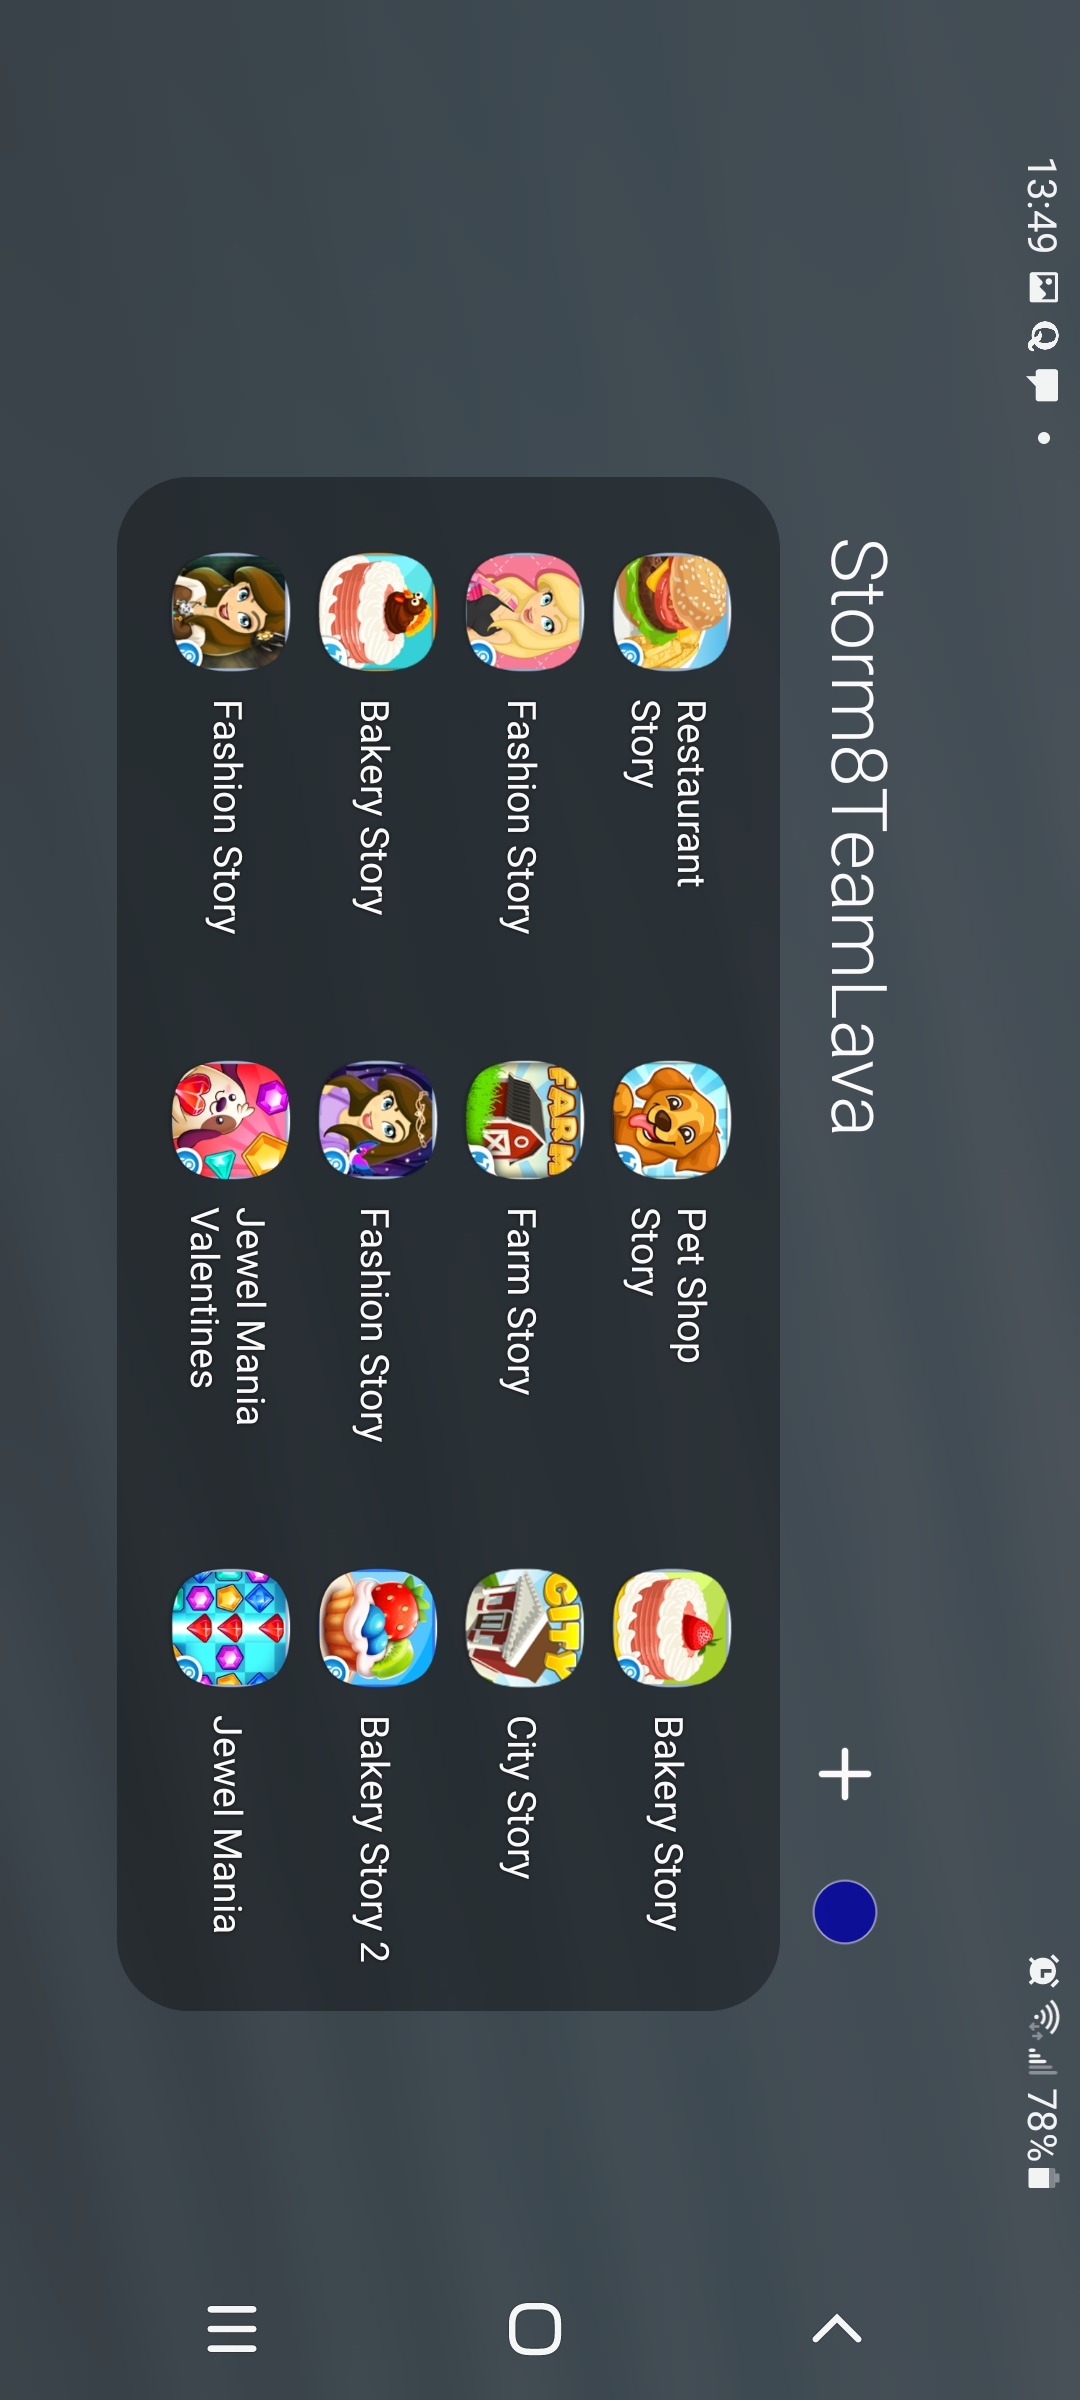 13:49
78%
Storm8TeamLava
Restaurant
Story
Pet Shop
Story
Bakery Story
Fashion Story
FARM
Farm Story
CITY
City Story
Bakery Story
Fashion Story
Bakery Story 2
Fashion Story
Jewel Mania
Valentines
Jewel Mania